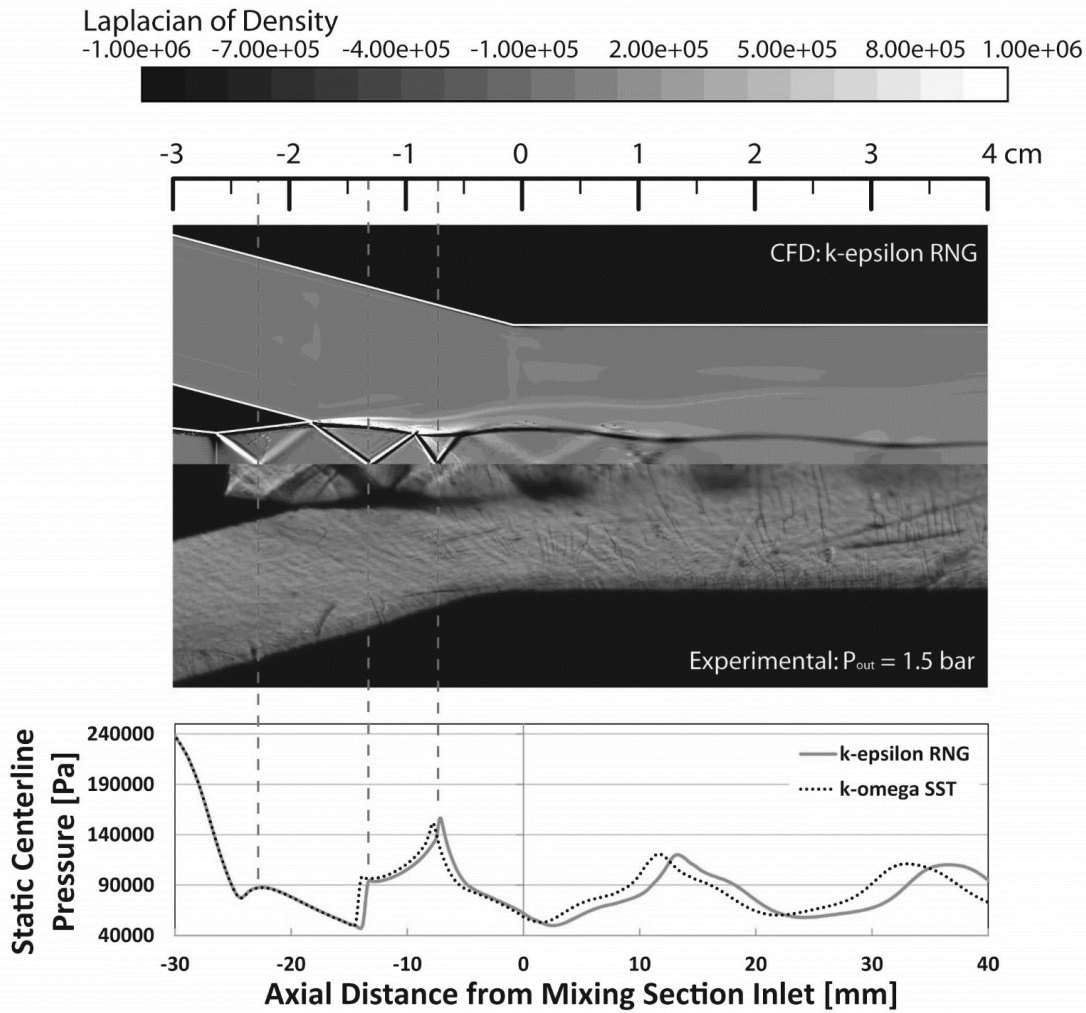 Laplacian of Density
-1.00e+06 -7.00e+05 -4.00e+05 -1.00e+05 2.00e+05 5.00e+05 8.00e+05 1.00e+06
-3 -2 -1 0 1 2 3 4 cm
CFD: k-epsilon RNG
Experimental: Pout = 1.5 bar
Static Centerline
Pressure [Pa]
240000
190000
140000
90000
40000
k-epsilon RNG
k-omega SST
-30 -20 -10 0 10 20 30 40
Axial Distance from Mixing Section Inlet [mm]